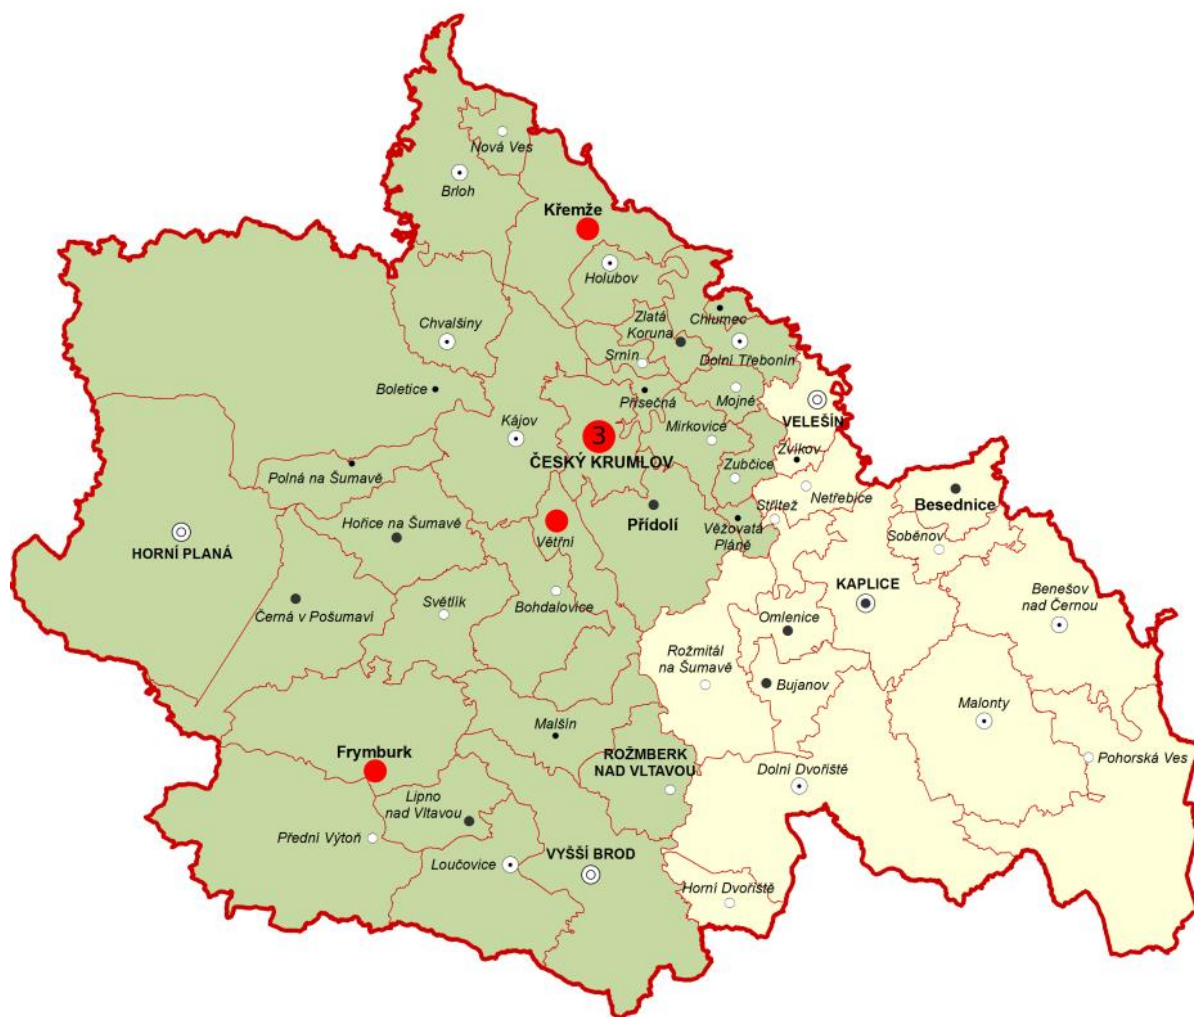 Nová Ves
Brloh
Křemže
Holubov
Chvalšiny
Zlatá
Koruna
Chlumec
Srnín
Dolní Třebonín
Boletice
Přísečná
Mojné
Kájov
3
Mirkovice
VELEŠÍN
ČESKÝ KRUMLOV
Zvíkov
Polná na Šumavě
Zubčice
Netřebice
Besednice
Hořice na Šumavě
Větřní
Přídolí
Střítež
Věžovatá
Pláně
Soběnov
HORNÍ PLANÁ
KAPLICE
Benešov
nad Černou
Černá v Pošumaví
Světlík
Bohdalovice
Omlenice
Rožmitál
na Šumavě
Bujanov
Malonty
Malšín
Frymburk
ROŽMBERK
NAD VLTAVOU
Dolní Dvořiště
Pohorská Ves
Lipno
nad Vltavou
Přední Výtoň
Loučovice
VYŠŠÍ BROD
Horní Dvořiště